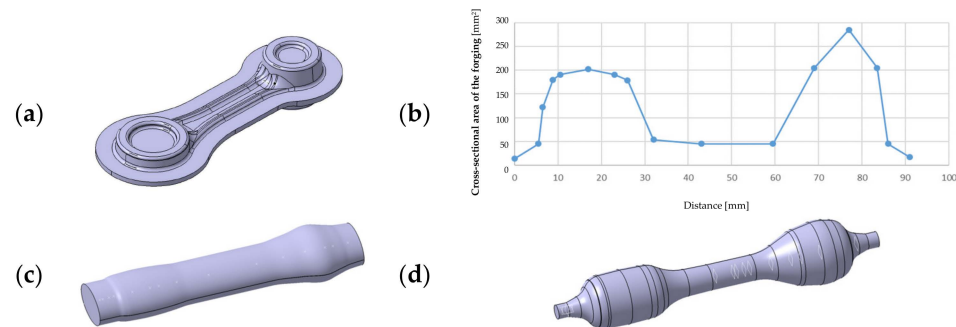 (a)
(b)
Cross-sectional area of the forging [mm²]
300
250
200
150
100
50
0
0 10 20 30 40 50 60 70 80 90 100
Distance [mm]
(c)
(d)